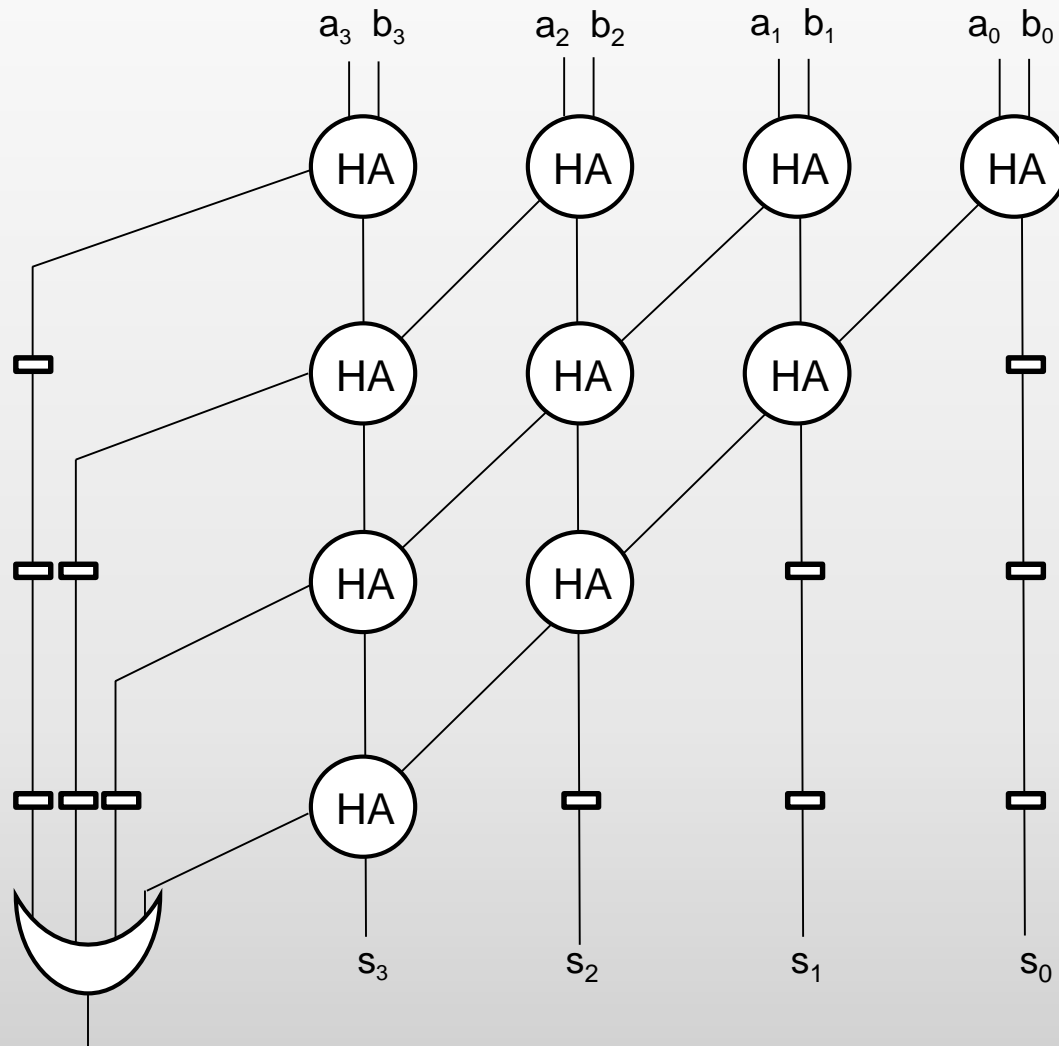 a₃ b₃ a₂ b₂ a₁ b₁ a₀ b₀
HA HA HA HA
HA HA HA
HA HA
HA
s₃ s₂ s₁ s₀